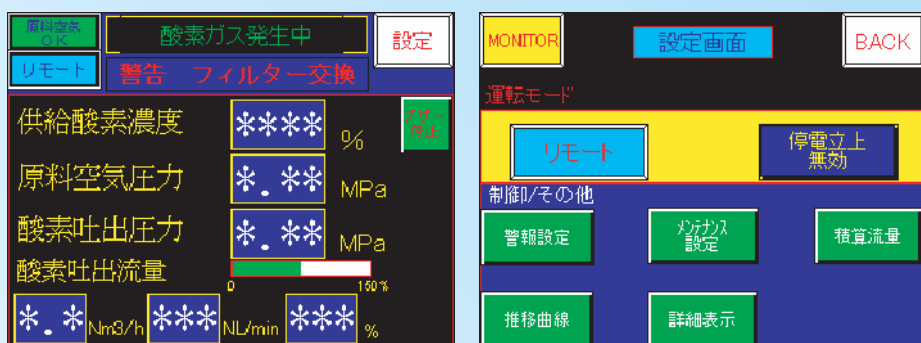 原料空気
OK
酸素ガス発生中
設定
リモート
警告 フィルター交換
供給酸素濃度
****
%
ブザー
停止
原料空気圧力
*.**
MPa
酸素吐出圧力
*.**
MPa
酸素吐出流量
0
150%
*.*
Nm3/h
***
NL/min
***
%
MONITOR
設定画面
BACK
運転モード
リモート
停電立上
無効
制御/その他
警報設定
メンテナンス
設定
積算流量
推移曲線
詳細表示